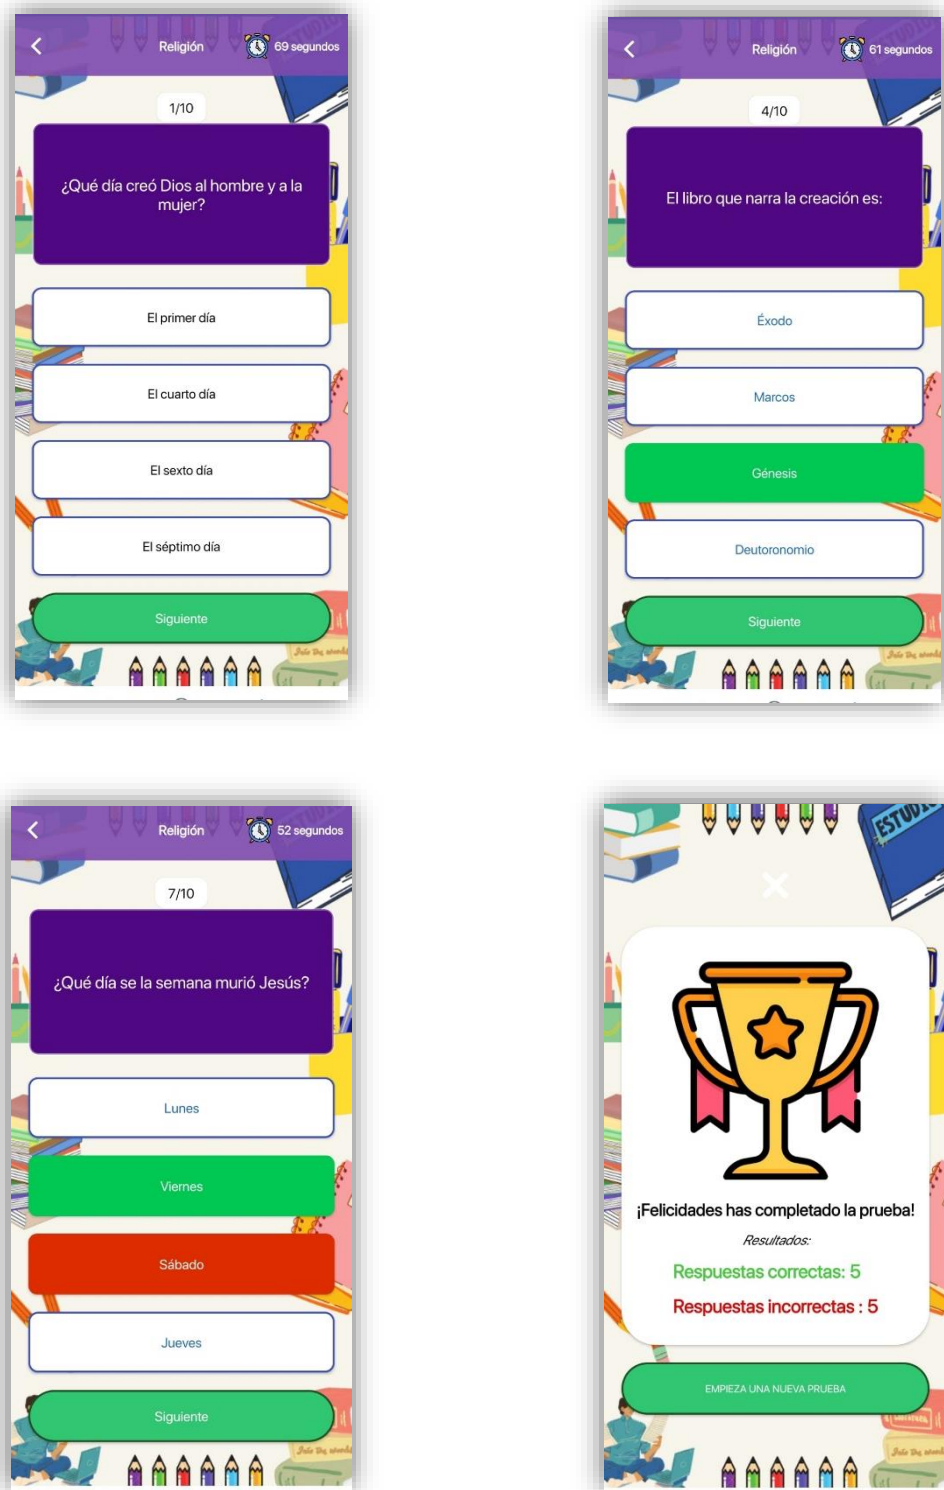 Religión
69 segundos
1/10
¿Qué día creó Dios al hombre y a la
mujer?
El primer día
El cuarto día
El sexto día
El séptimo día
Siguiente
Religión
61 segundos
4/10
El libro que narra la creación es:
Éxodo
Marcos
Génesis
Deutoronomio
Siguiente
Religión
52 segundos
7/10
¿Qué día se la semana murió Jesús?
Lunes
Viernes
Sábado
Jueves
Siguiente
ESTUDIO
¡Felicidades has completado la prueba!
Resultados:
Respuestas correctas: 5
Respuestas incorrectas : 5
EMPIEZA UNA NUEVA PRUEBA